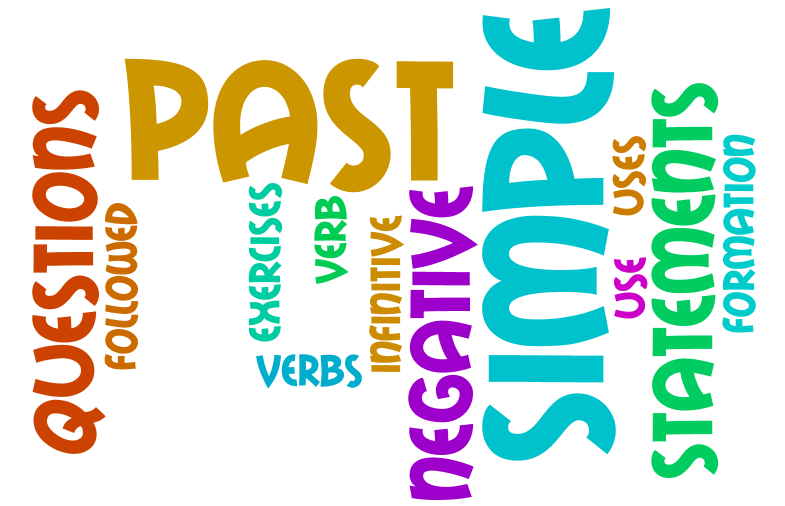 QUESTIONS
FOLLOWED
PAST
EXERCISES
VERB
VERBS
INFINITIVE
NEGATIVE
SIMPLE
USES
USE
STATEMENTS
FORMATION